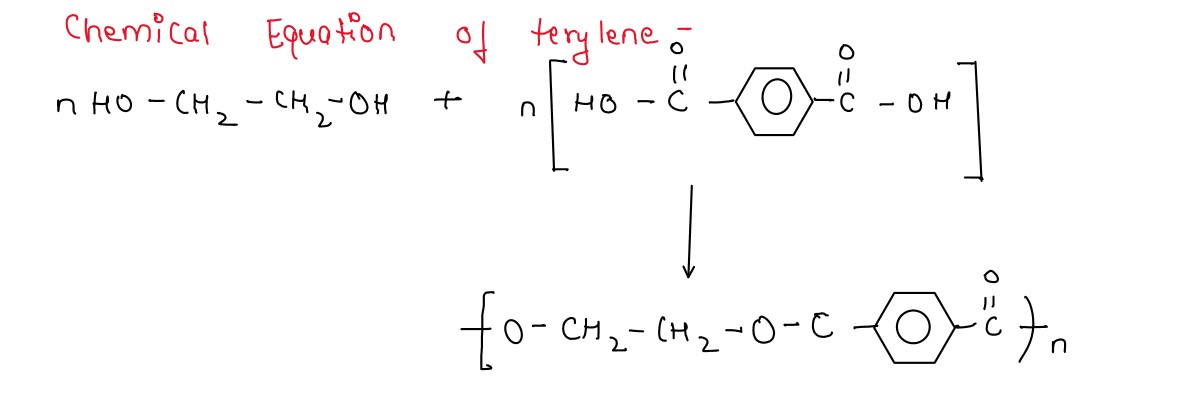 Chemical Equation of terylene -
O O
|| ||
n HO - CH2 - CH2 - OH + n [ HO - C - - C - OH ]
O
||
[ O - CH2 - CH2 - O - C - - C ) n